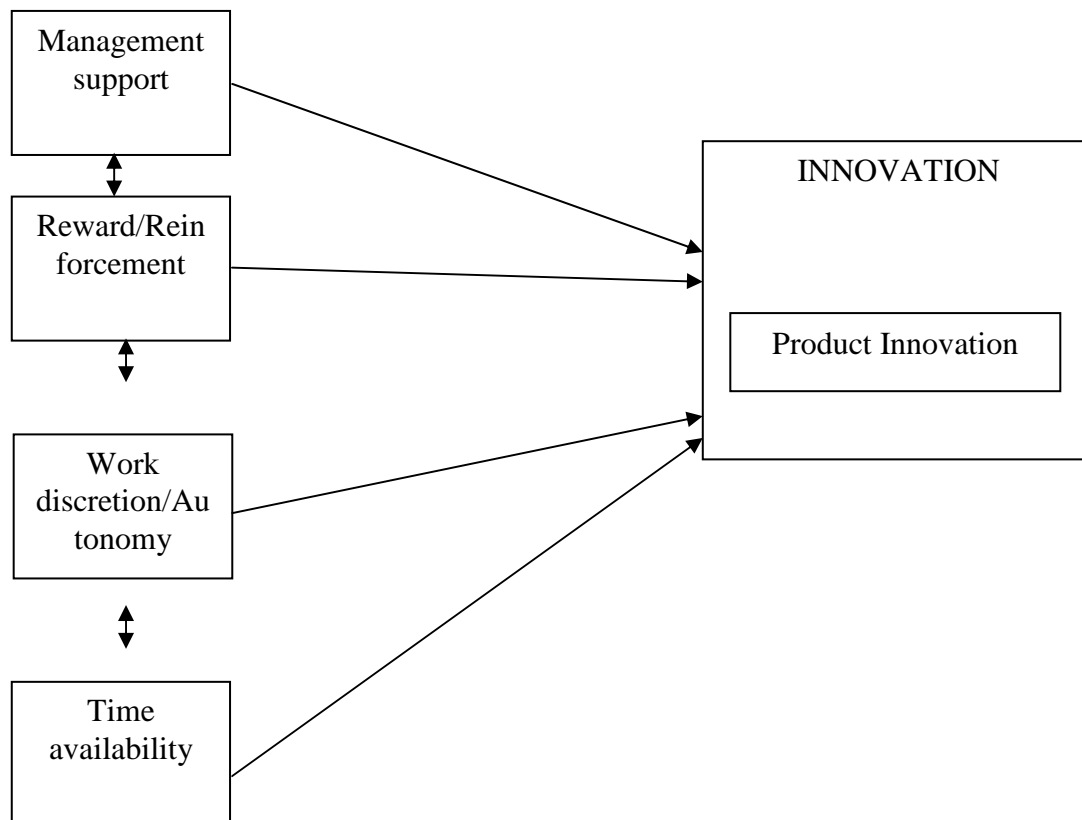 Management
support
INNOVATION
Reward/Rein
forcement
Product Innovation
Work
discretion/Au
tonomy
Time
availability